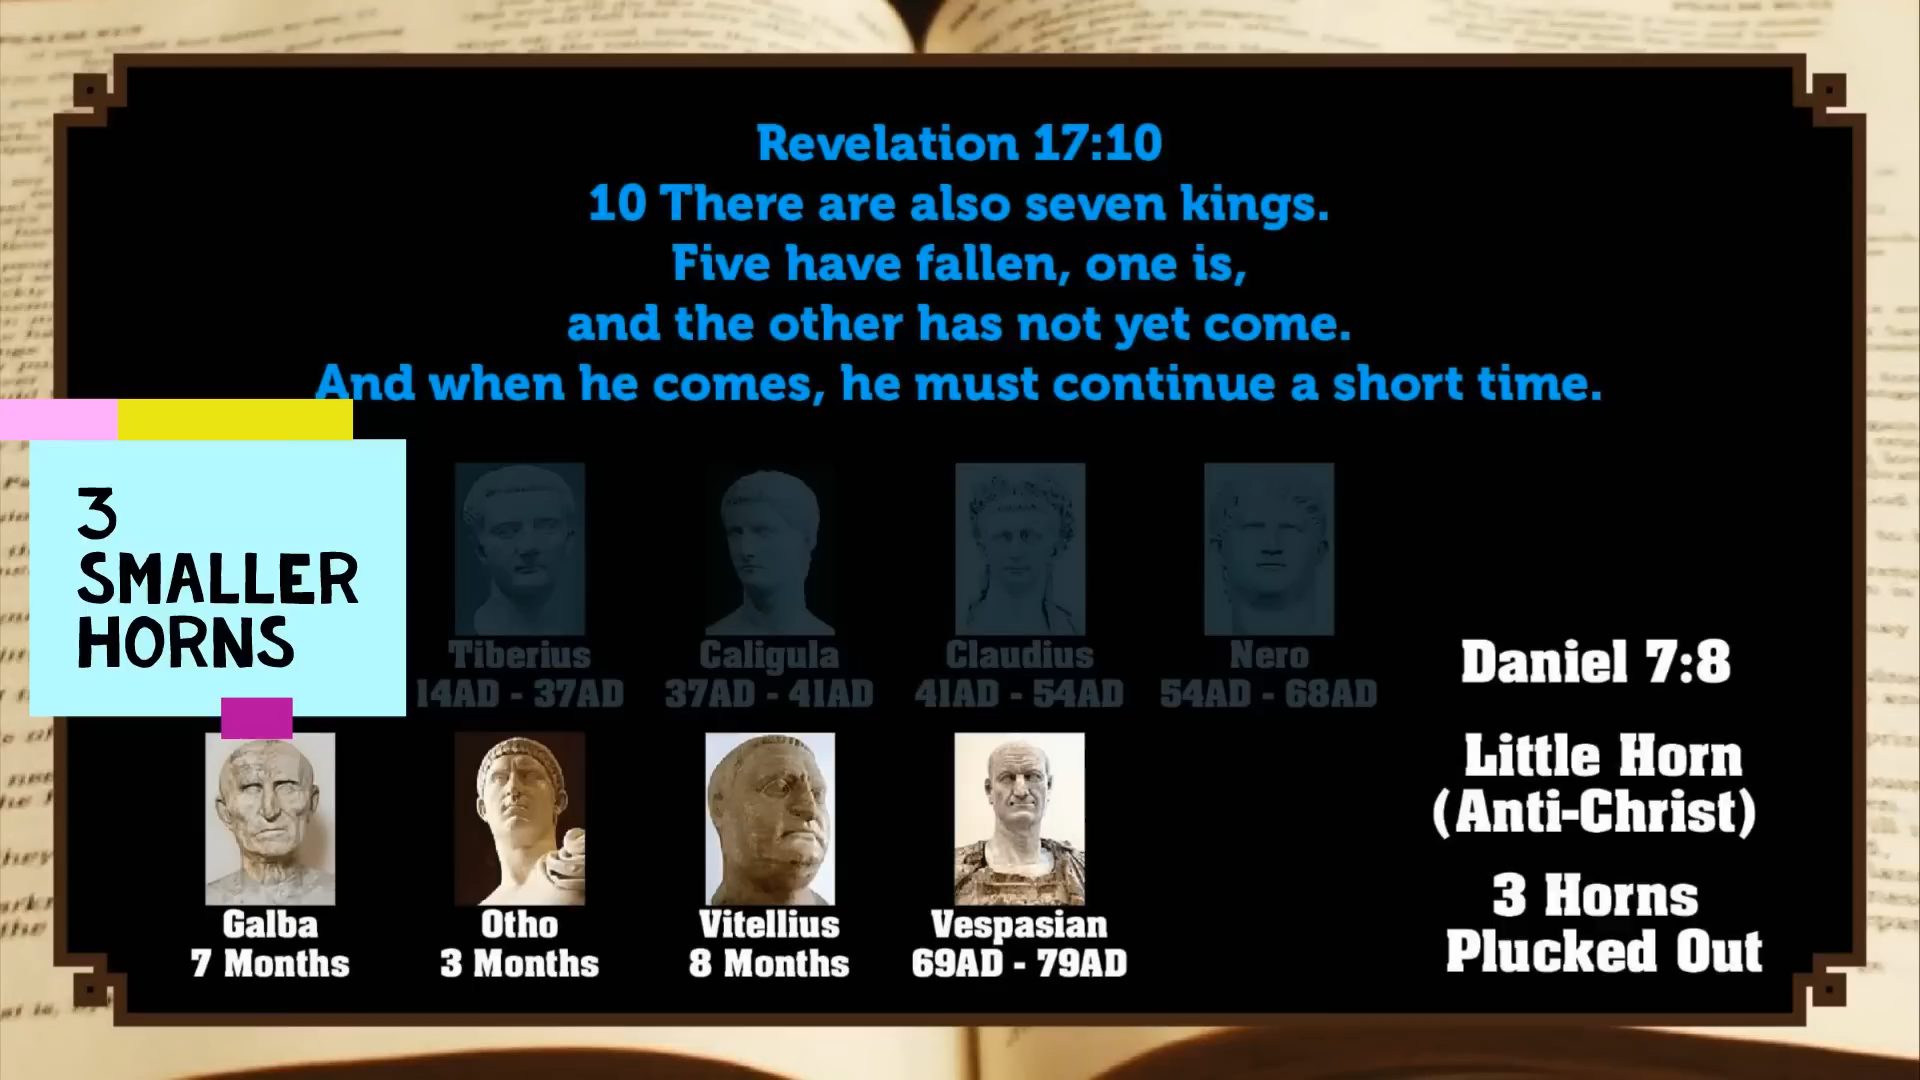 Revelation 17:10
10 There are also seven kings.
Five have fallen, one is,
and the other has not yet come.
And when he comes, he must continue a short time.
3
SMALLER
HORNS
Tiberius
14AD - 37AD
Caligula
37AD - 41AD
Claudius
41AD - 54AD
Nero
54AD - 68AD
Galba
7 Months
Otho
3 Months
Vitellius
8 Months
Vespasian
69AD - 79AD
Daniel 7:8
Little Horn
(Anti-Christ)
3 Horns
Plucked Out